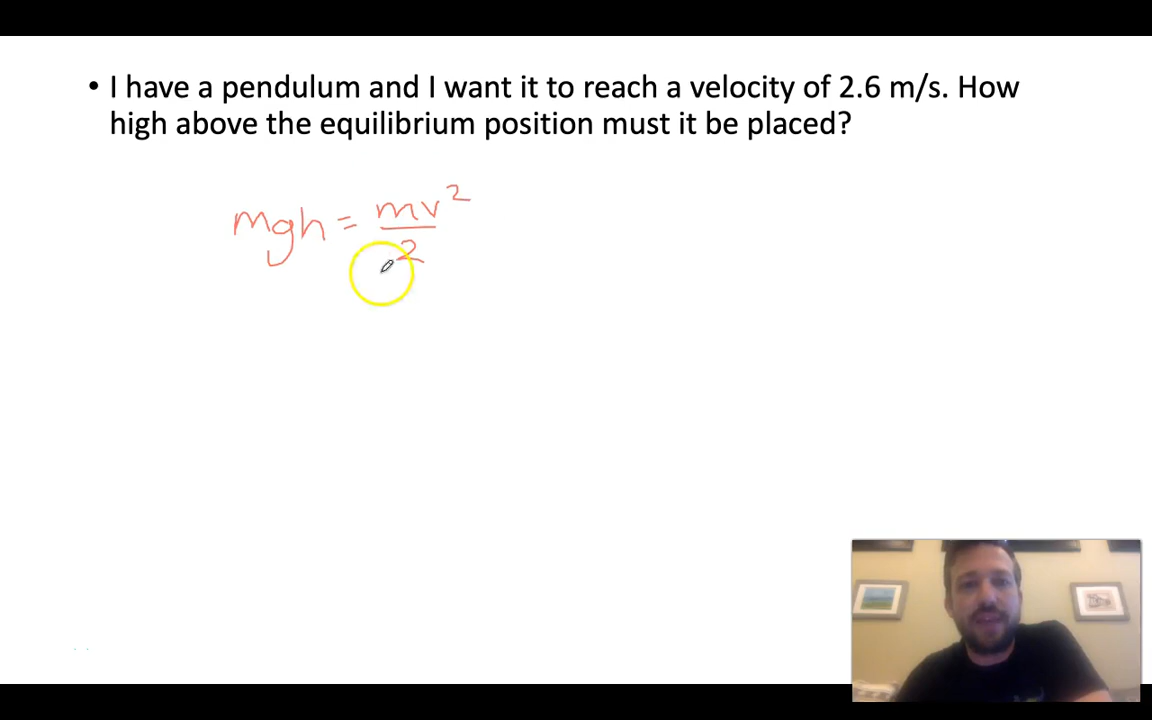 • I have a pendulum and I want it to reach a velocity of 2.6 m/s. How
high above the equilibrium position must it be placed?
mgh = mv²/2